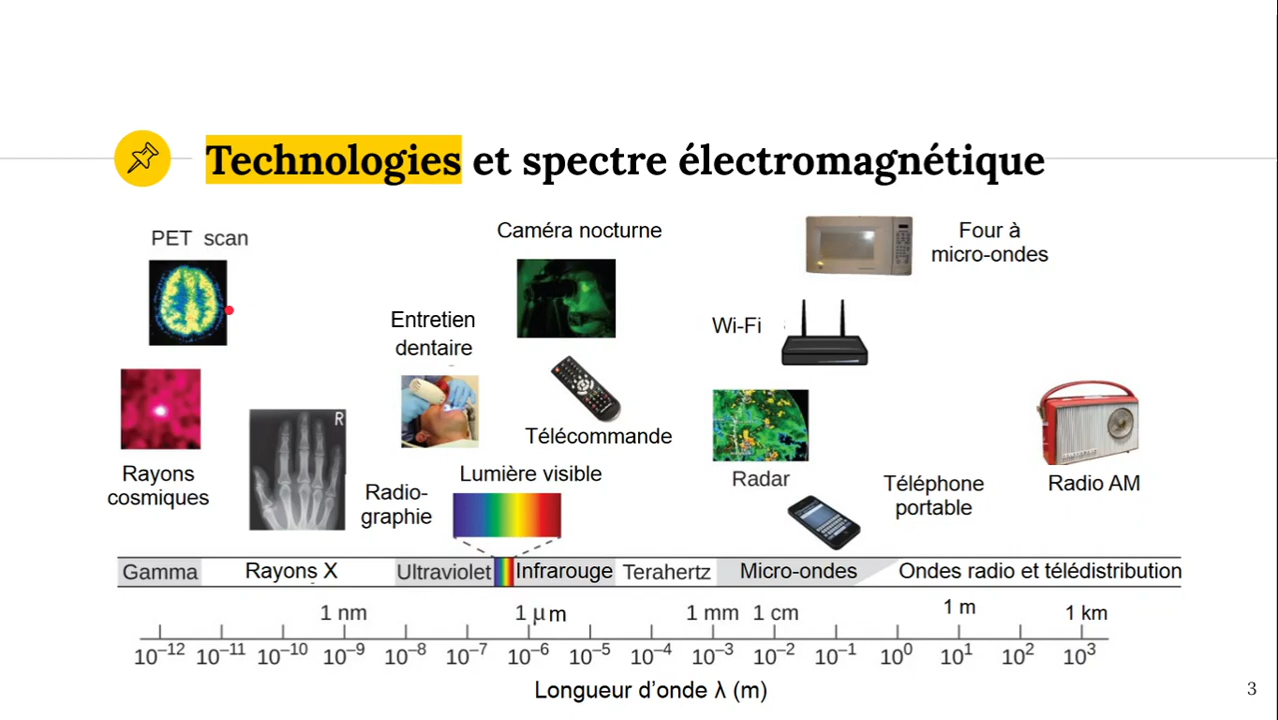 Technologies et spectre électromagnétique
PET scan
Caméra nocturne
Four à
micro-ondes
Entretien
dentaire
Wi-Fi
Télécommande
Rayons
cosmiques
R
Radio-
graphie
Lumière visible
Radar
Téléphone
portable
Radio AM
Gamma Rayons X Ultraviolet Infrarouge Terahertz Micro-ondes Ondes radio et télédistribution
1 nm 1 µm 1 mm 1 cm 1 m 1 km
10⁻¹² 10⁻¹¹ 10⁻¹⁰ 10⁻⁹ 10⁻⁸ 10⁻⁷ 10⁻⁶ 10⁻⁵ 10⁻⁴ 10⁻³ 10⁻² 10⁻¹ 10⁰ 10¹ 10² 10³
Longueur d’onde λ (m)
3